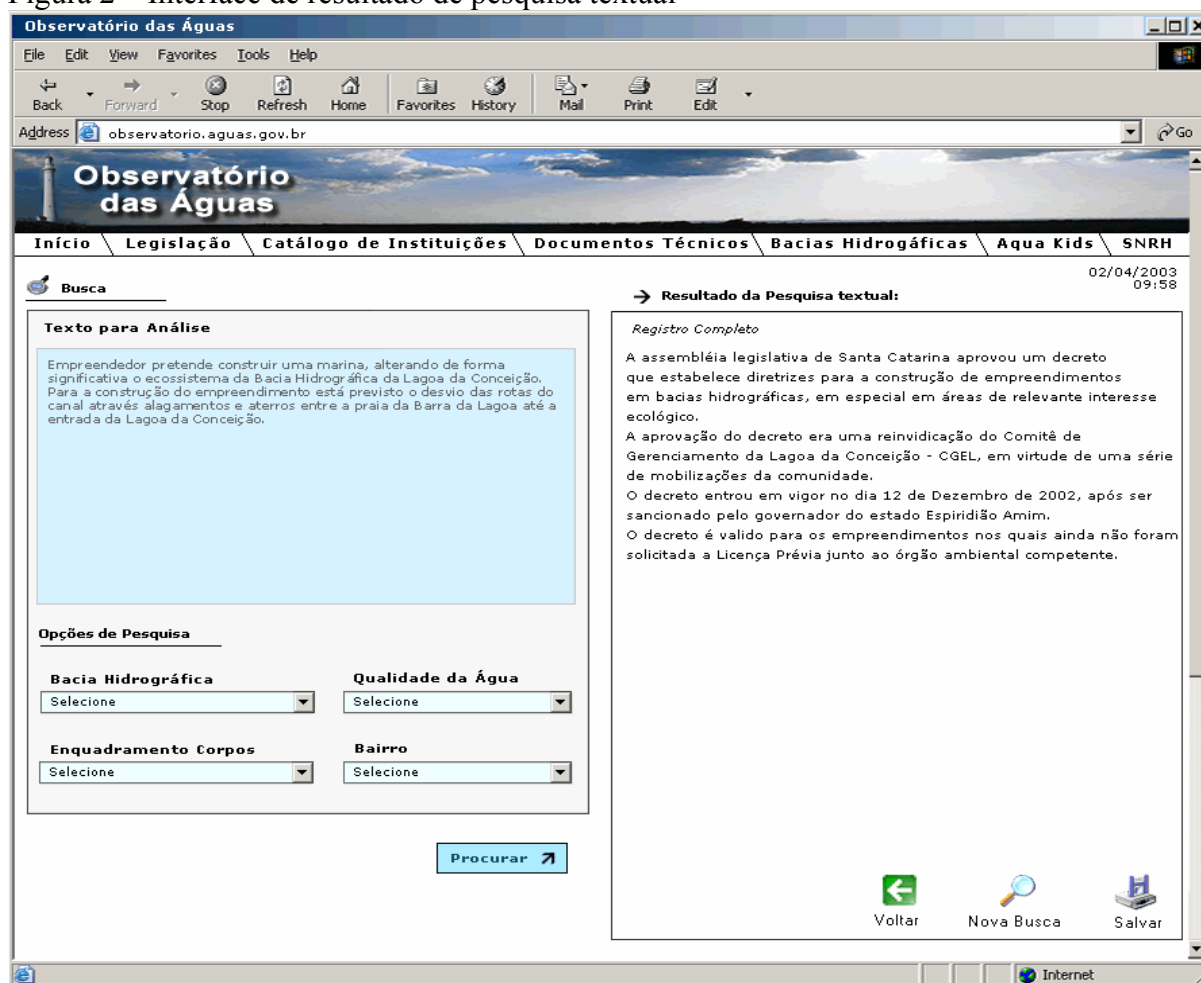 Figura 2 – Interface de resultado de pesquisa textual
Observatório das Águas
File Edit View Favorites Tools Help
Back Forward Stop Refresh Home Favorites History Mail Print Edit
Address observatorio.aguas.gov.br Go
Observatório
das Águas
Início \ Legislação \ Catálogo de Instituições \ Documentos Técnicos \ Bacias Hidrogáficas \ Aqua Kids \ SNRH
02/04/2003
09:58
Busca
Texto para Análise
Empreendedor pretende construir uma marina, alterando de forma
significativa o ecossistema da Bacia Hidrográfica da Lagoa da Conceição.
Para a construção do empreendimento está previsto o desvio das rotas do
canal através alagamentos e aterros entre a praia da Barra da Lagoa até a
entrada da Lagoa da Conceição.
Opções de Pesquisa
Bacia Hidrográfica Qualidade da Água
Selecione Selecione
Enquadramento Corpos Bairro
Selecione Selecione
Procurar
→ Resultado da Pesquisa textual:
Registro Completo
A assembléia legislativa de Santa Catarina aprovou um decreto
que estabelece diretrizes para a construção de empreendimentos
em bacias hidrográficas, em especial em áreas de relevante interesse
ecológico.
A aprovação do decreto era uma reinvidicação do Comitê de
Gerenciamento da Lagoa da Conceição - CGEL, em virtude de uma série
de mobilizações da comunidade.
O decreto entrou em vigor no dia 12 de Dezembro de 2002, após ser
sancionado pelo governador do estado Espiridião Amim.
O decreto é valido para os empreendimentos nos quais ainda não foram
solicitada a Licença Prévia junto ao órgão ambiental competente.
Voltar Nova Busca Salvar
Internet